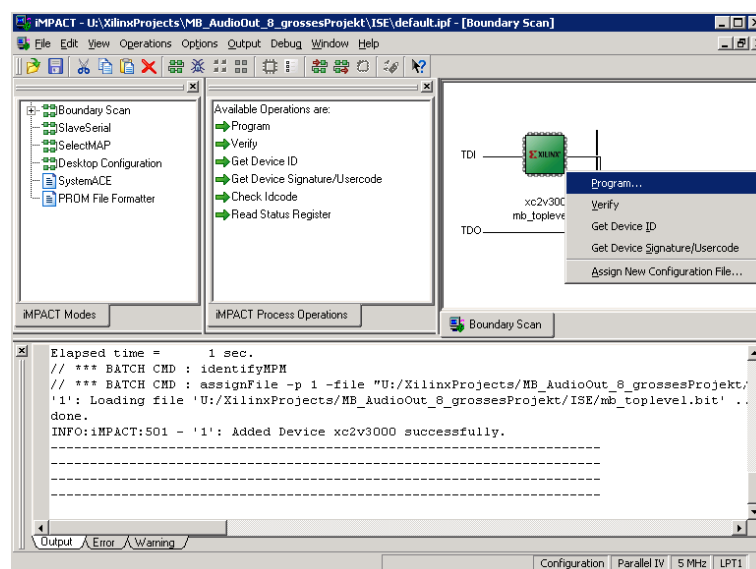 iMPACT - U:\XilinxProjects\MB_AudioOut_8_grossesProjekt\ISE\default.ipf - [Boundary Scan]
File Edit View Operations Options Output Debug Window Help
Boundary Scan
SlaveSerial
SelectMAP
Desktop Configuration
SystemACE
PROM File Formatter
iMPACT Modes
Available Operations are:
Program
Verify
Get Device ID
Get Device Signature/Usercode
Check Idcode
Read Status Register
iMPACT Process Operations
TDI
XILINX
xc2v300
mb_topleve
TDO
Program...
Verify
Get Device ID
Get Device Signature/Usercode
Assign New Configuration File...
Boundary Scan
Elapsed time = 1 sec.
// *** BATCH CMD : identifyMPM
// *** BATCH CMD : assignFile -p 1 -file "U:/XilinxProjects/MB_AudioOut_8_grossesProjekt/
'1': Loading file 'U:/XilinxProjects/MB_AudioOut_8_grossesProjekt/ISE/mb_toplevel.bit' ..
done.
INFO:iMPACT:501 - '1': Added Device xc2v3000 successfully.
----------------------------------------------------------------------
----------------------------------------------------------------------
----------------------------------------------------------------------
----------------------------------------------------------------------
Output Error Warning
Configuration Parallel IV 5 MHz LPT1